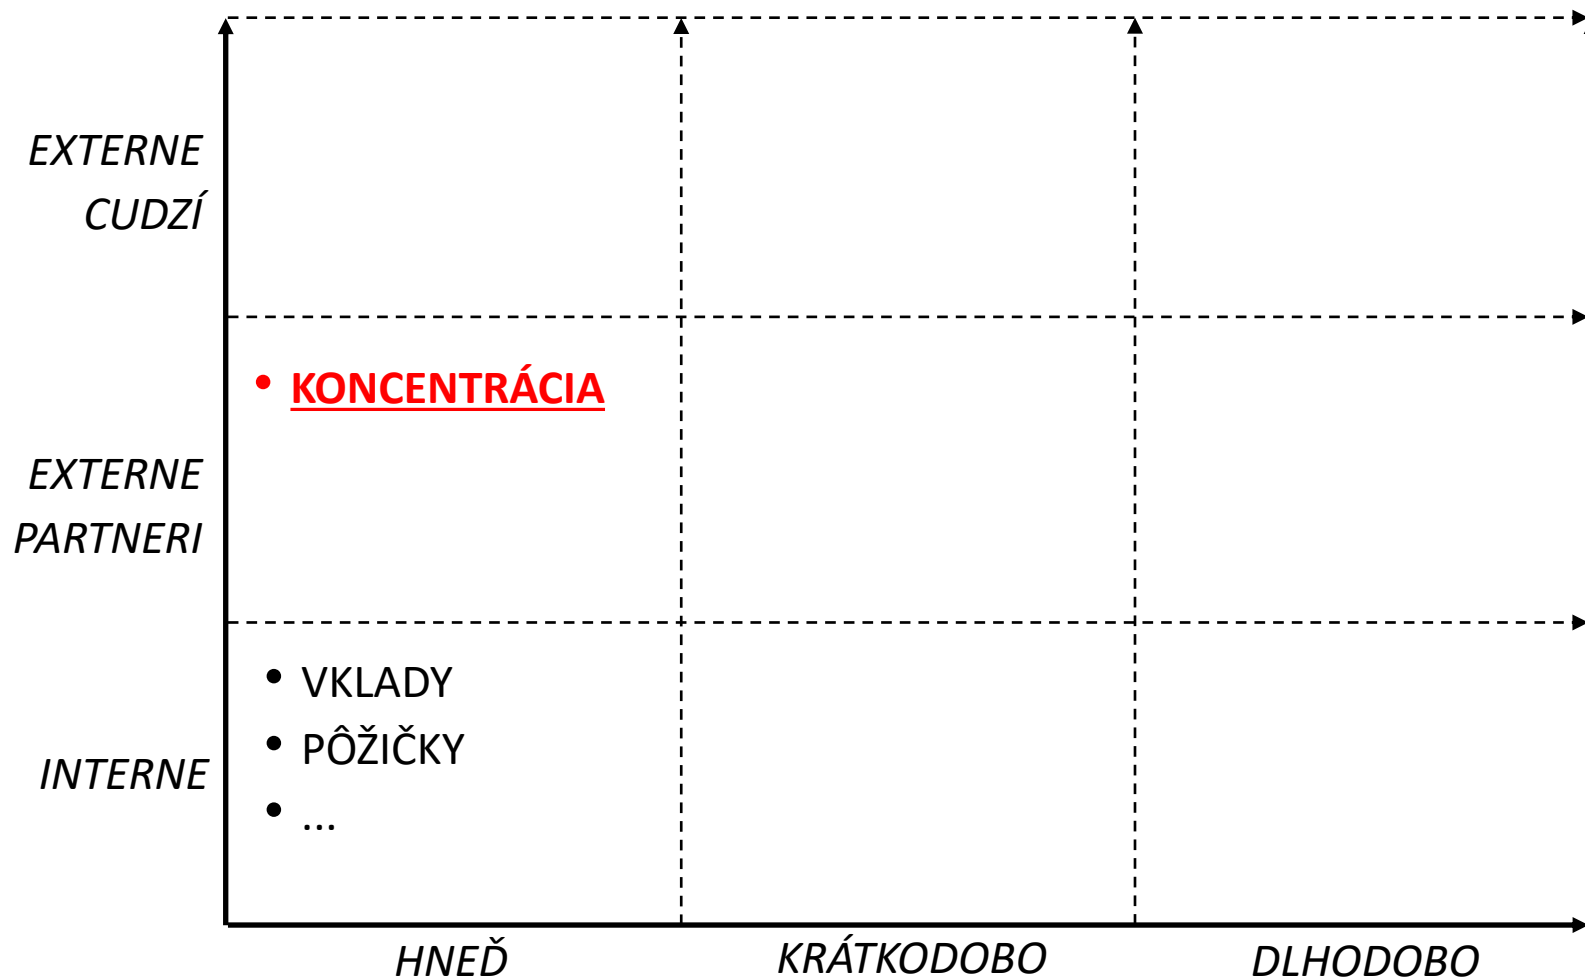 EXTERNE
CUDZÍ
• KONCENTRÁCIA
EXTERNE
PARTNERI
• VKLADY
• PÔŽIČKY
• ...
INTERNE
HNEĎ
KRÁTKODOBO
DLHODOBO